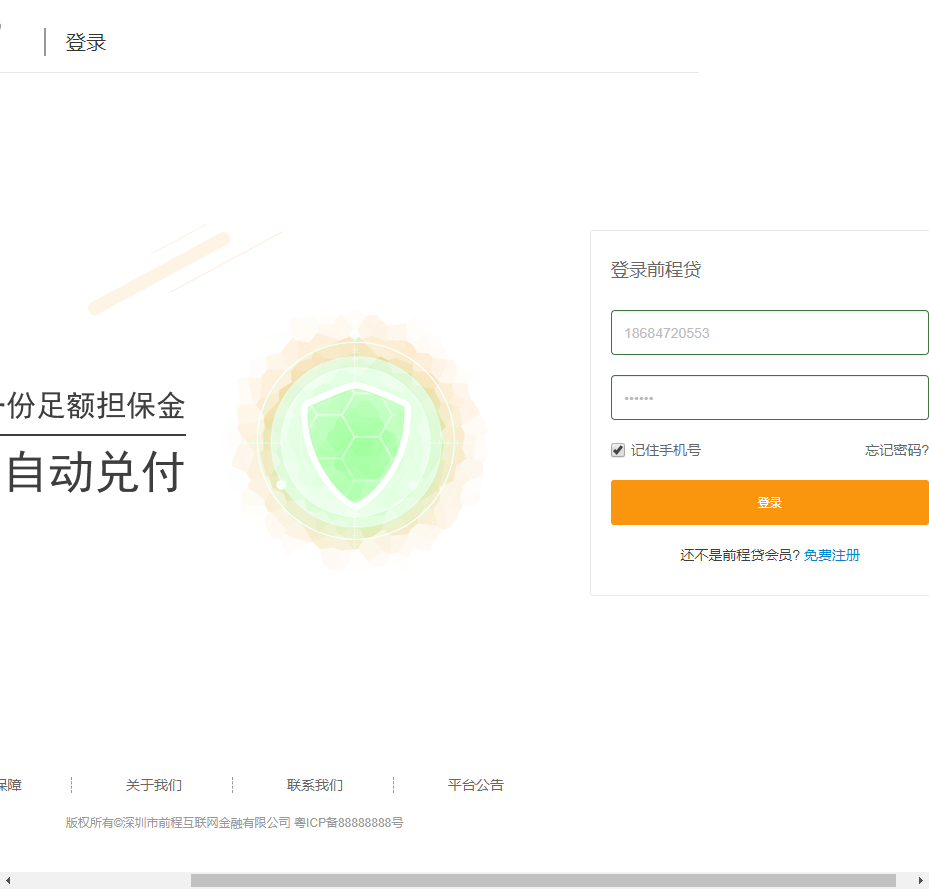 登录
登录前程贷
18684720553
份足额担保金
自动兑付
••••••
记住手机号 忘记密码?
登录
还不是前程贷会员? 免费注册
保障 关于我们 联系我们 平台公告
版权所有©深圳市前程互联网金融有限公司 粤ICP备88888888号